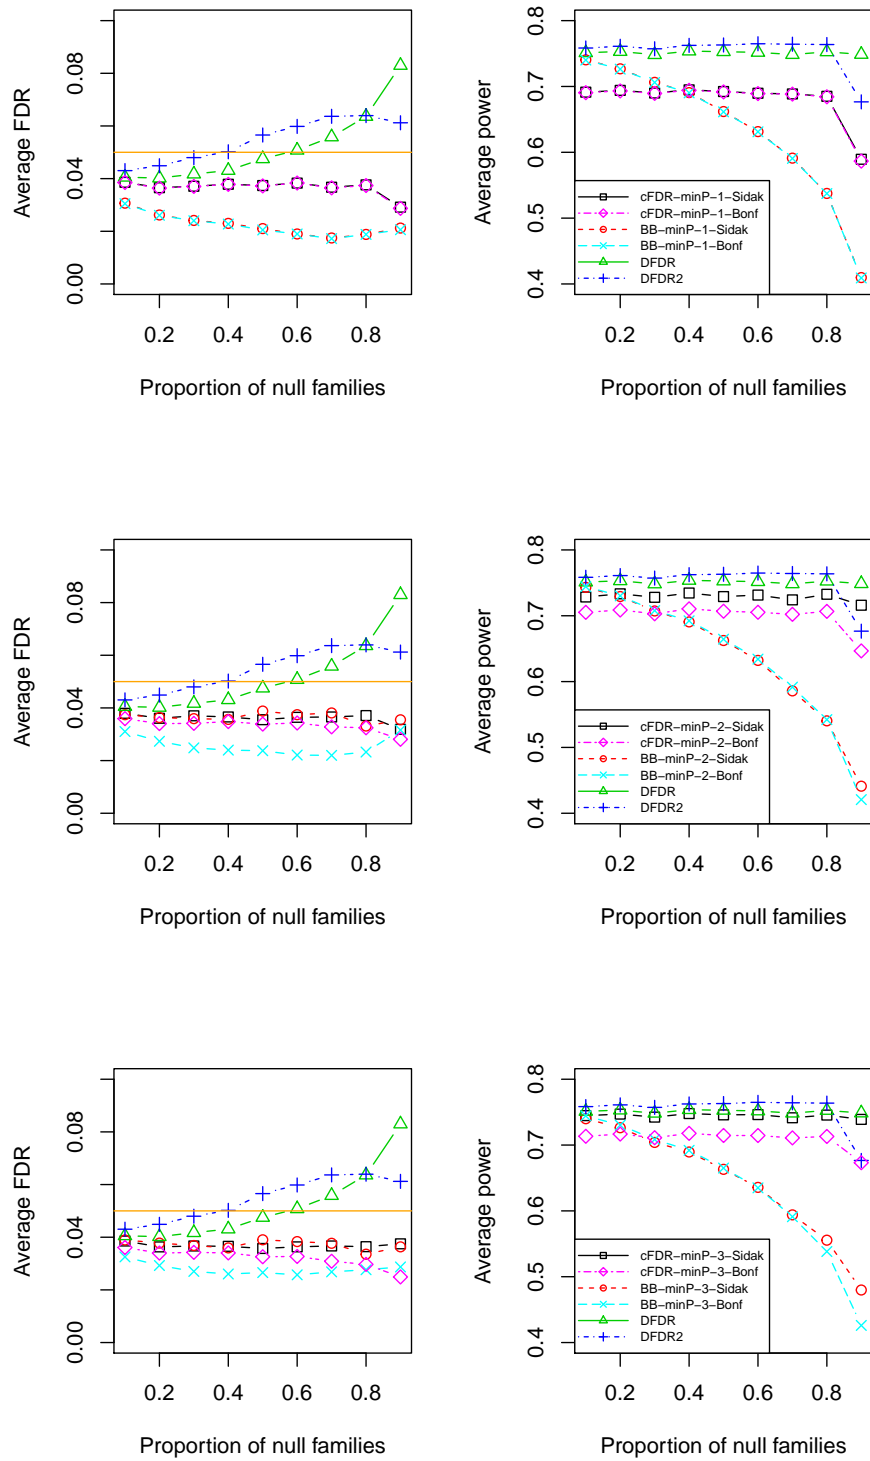 Average FDR
0.00 0.04 0.08
0.2 0.4 0.6 0.8
Proportion of null families
Average power
0.4 0.5 0.6 0.7 0.8
cFDR−minP−1−Sidak
cFDR−minP−1−Bonf
BB−minP−1−Sidak
BB−minP−1−Bonf
DFDR
DFDR2
0.2 0.4 0.6 0.8
Proportion of null families
Average FDR
0.00 0.04 0.08
0.2 0.4 0.6 0.8
Proportion of null families
Average power
0.4 0.5 0.6 0.7 0.8
cFDR−minP−2−Sidak
cFDR−minP−2−Bonf
BB−minP−2−Sidak
BB−minP−2−Bonf
DFDR
DFDR2
0.2 0.4 0.6 0.8
Proportion of null families
Average FDR
0.00 0.04 0.08
0.2 0.4 0.6 0.8
Proportion of null families
Average power
0.4 0.5 0.6 0.7 0.8
cFDR−minP−3−Sidak
cFDR−minP−3−Bonf
BB−minP−3−Sidak
BB−minP−3−Bonf
DFDR
DFDR2
0.2 0.4 0.6 0.8
Proportion of null families